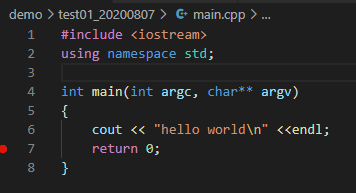 demo > test01_20200807 > main.cpp > ...
1 #include <iostream>
2 using namespace std;
3
4 int main(int argc, char** argv)
5 {
6     cout << "hello world\n" <<endl;
7     return 0;
8 }